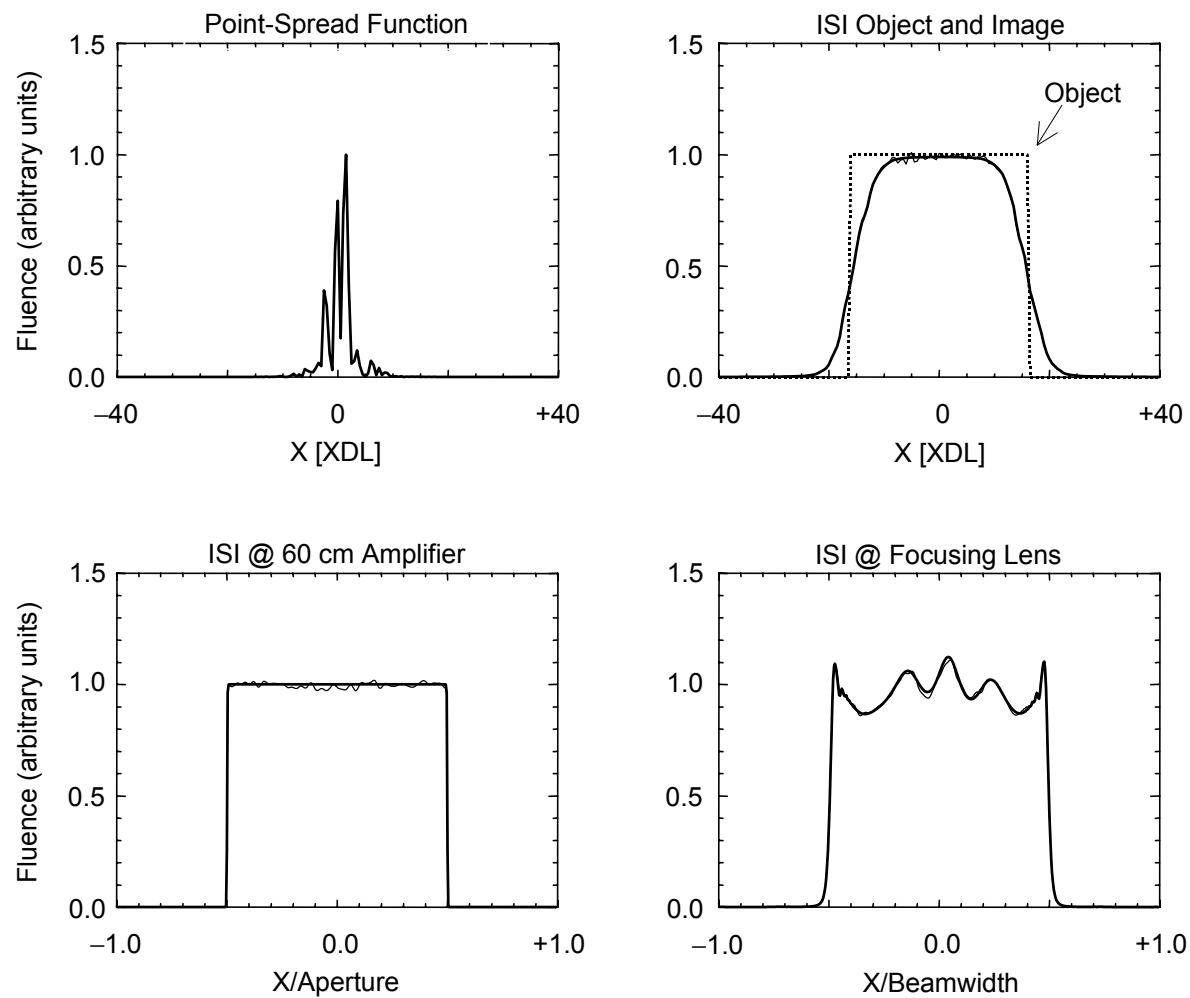 Point-Spread Function
Fluence (arbitrary units)
1.5
1.0
0.5
0.0
–40
0
+40
X [XDL]
ISI Object and Image
Object
1.5
1.0
0.5
0.0
–40
0
+40
X [XDL]
ISI @ 60 cm Amplifier
Fluence (arbitrary units)
1.5
1.0
0.5
0.0
–1.0
0.0
+1.0
X/Aperture
ISI @ Focusing Lens
1.5
1.0
0.5
0.0
–1.0
0.0
+1.0
X/Beamwidth